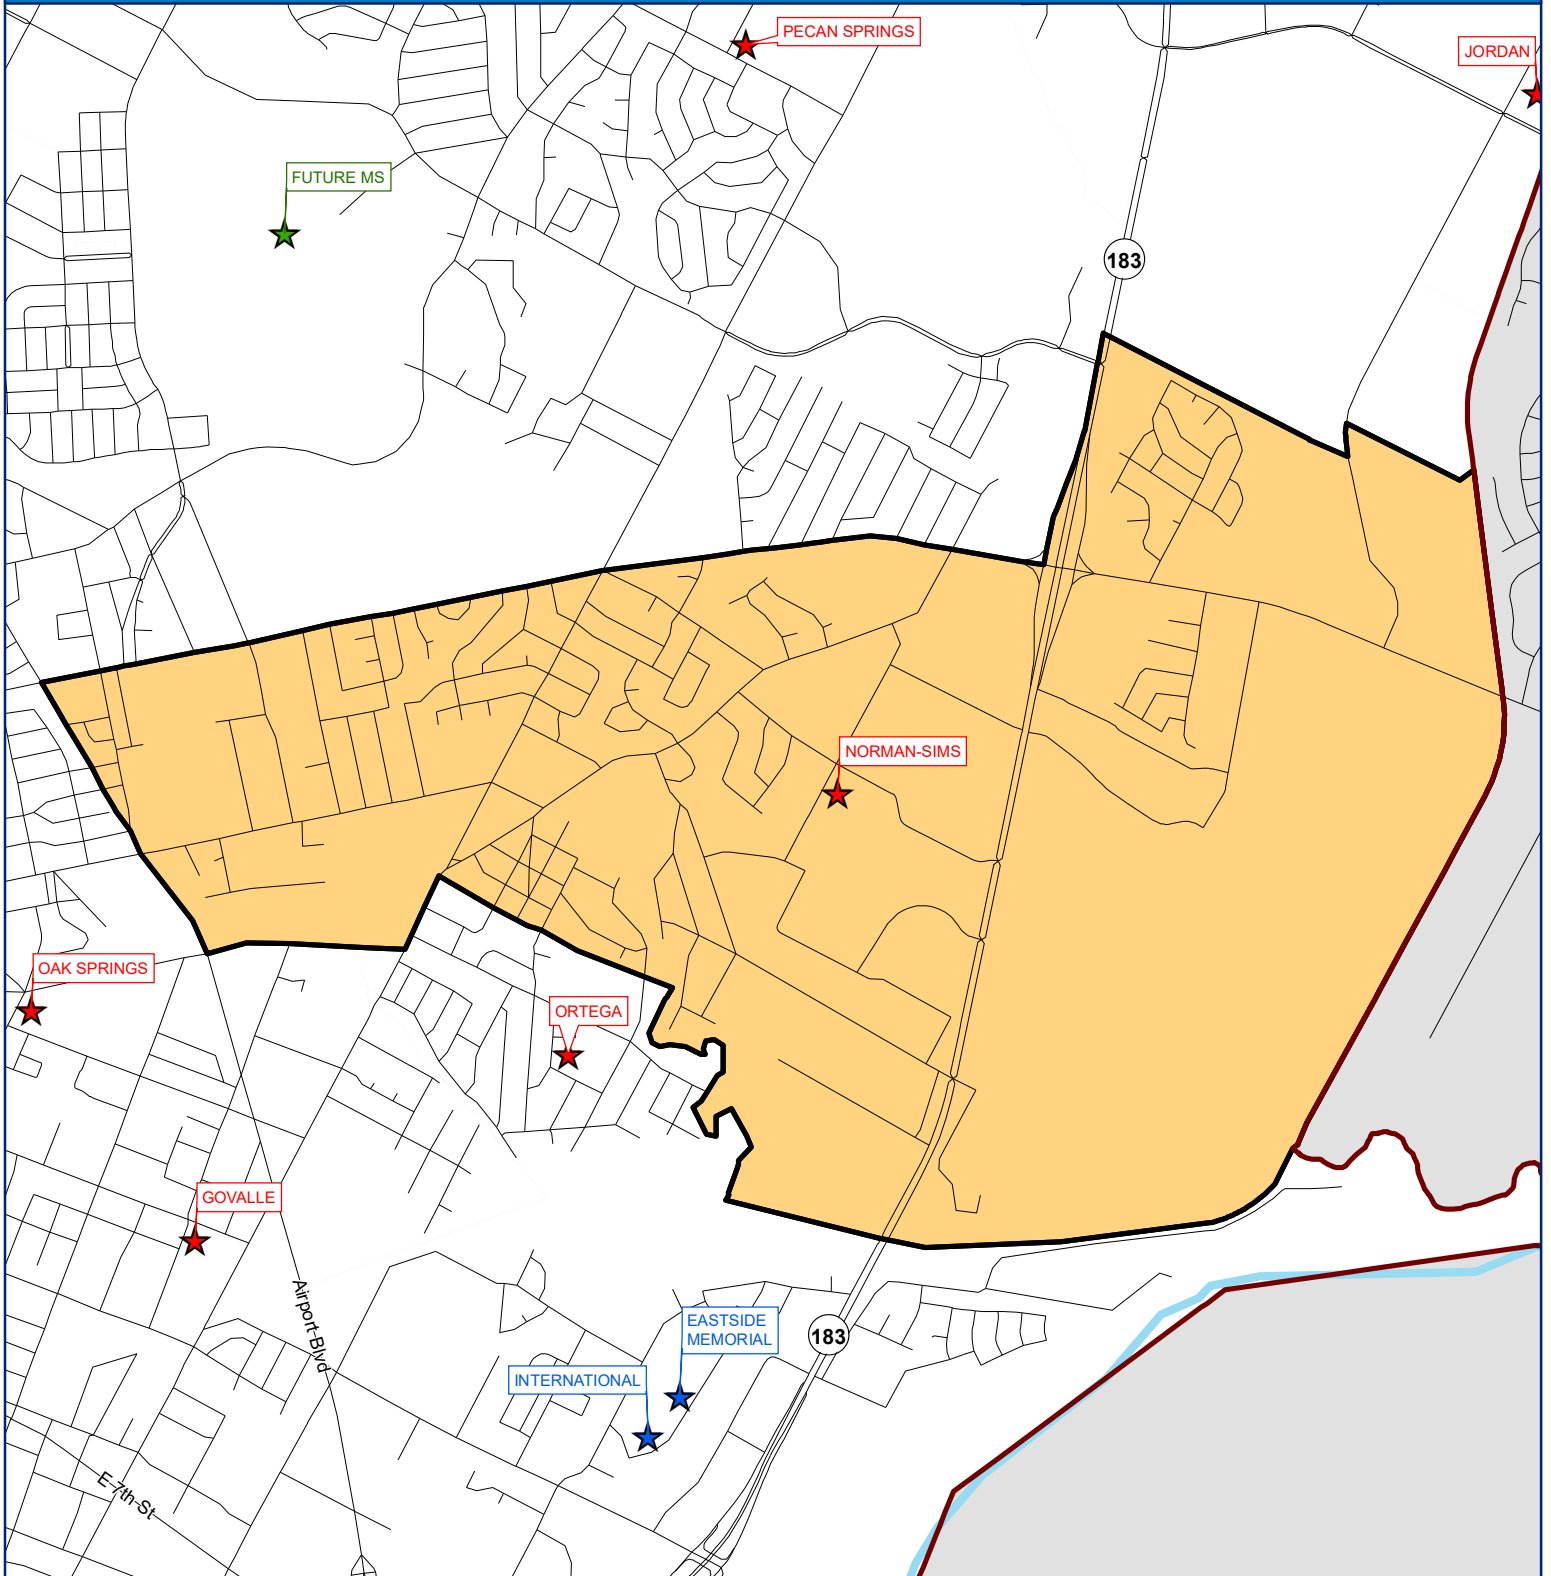 PECAN SPRINGS
JORDAN
FUTURE MS
183
NORMAN-SIMS
OAK SPRINGS
ORTEGA
GOVALLE
Airport Blvd
EASTSIDE
MEMORIAL
183
INTERNATIONAL
E 7th St